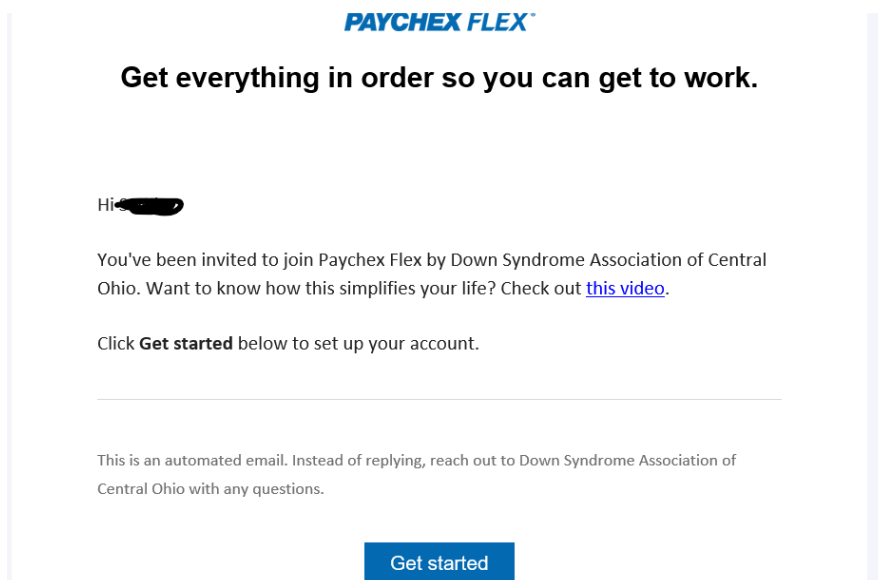 PAYCHEX FLEX
Get everything in order so you can get to work.
Hi
You've been invited to join Paychex Flex by Down Syndrome Association of Central
Ohio. Want to know how this simplifies your life? Check out this video.
Click Get started below to set up your account.
This is an automated email. Instead of replying, reach out to Down Syndrome Association of
Central Ohio with any questions.
Get started